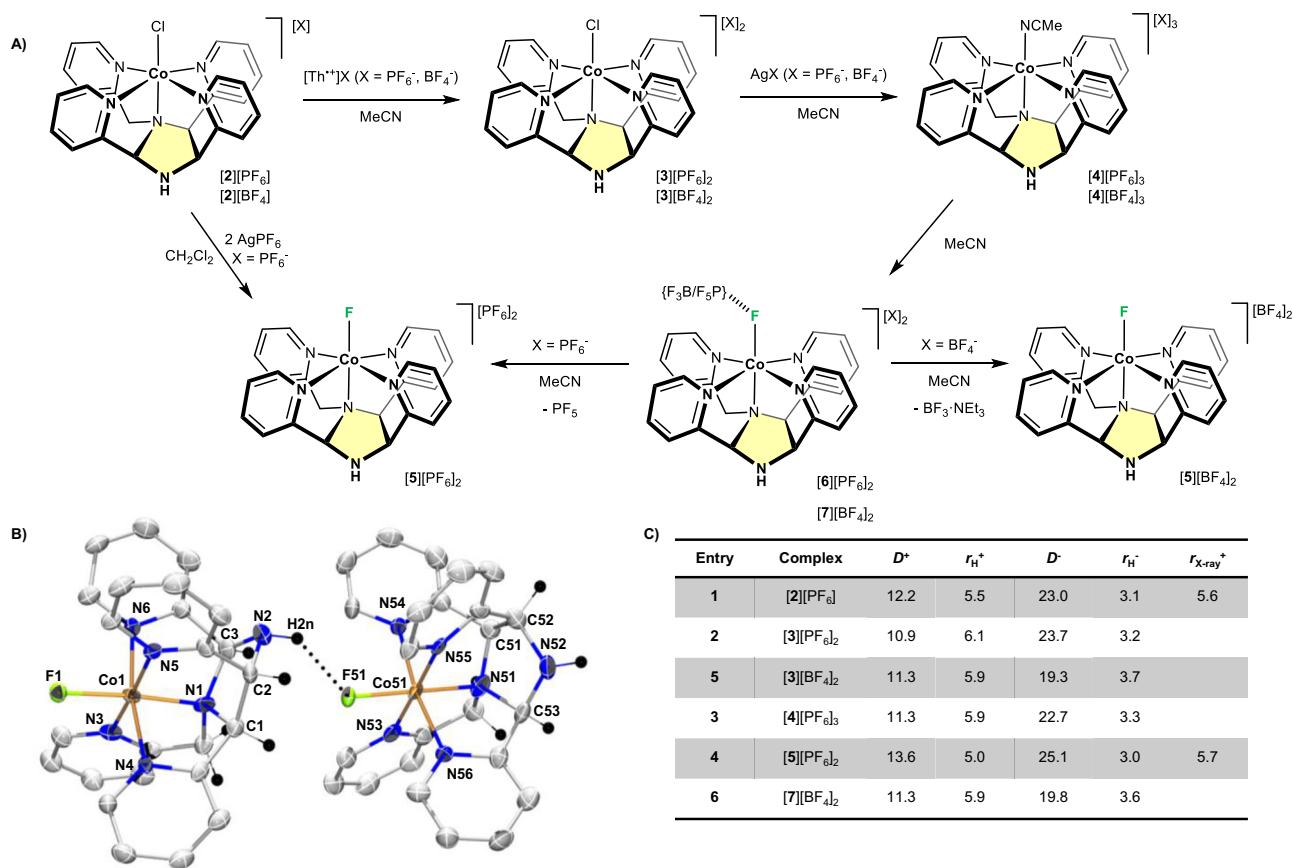 A)
Cl
[X]
N
N
Co
N
N
N
N
H
[2][PF6]
[2][BF4]
[Th•+]X (X = PF6-, BF4-)
MeCN
Cl
[X]2
N
N
Co
N
N
N
N
H
[3][PF6]2
[3][BF4]2
AgX (X = PF6-, BF4-)
MeCN
NCMe
[X]3
N
N
Co
N
N
N
N
H
[4][PF6]3
[4][BF4]3
CH2Cl2
2 AgPF6
X = PF6-
MeCN
F
[PF6]2
N
N
Co
N
N
N
N
H
[5][PF6]2
X = PF6-
MeCN
- PF5
{F3B/F5P}
F
[X]2
N
N
Co
N
N
N
N
H
[6][PF6]2
[7][BF4]2
X = BF4-
MeCN
- BF3·NEt3
F
[BF4]2
N
N
Co
N
N
N
N
H
[5][BF4]2
B)
N6
N5
F1
Co1
N3
N4
N1
C3
N2
H2n
C2
C1
F51
N54
N55
Co51
N53
N56
N51
C51
C52
N52
C53
C)
Entry Complex D+ rH+ D- rH- rX-ray+
1 [2][PF6] 12.2 5.5 23.0 3.1 5.6
2 [3][PF6]2 10.9 6.1 23.7 3.2
5 [3][BF4]2 11.3 5.9 19.3 3.7
3 [4][PF6]3 11.3 5.9 22.7 3.3
4 [5][PF6]2 13.6 5.0 25.1 3.0 5.7
6 [7][BF4]2 11.3 5.9 19.8 3.6